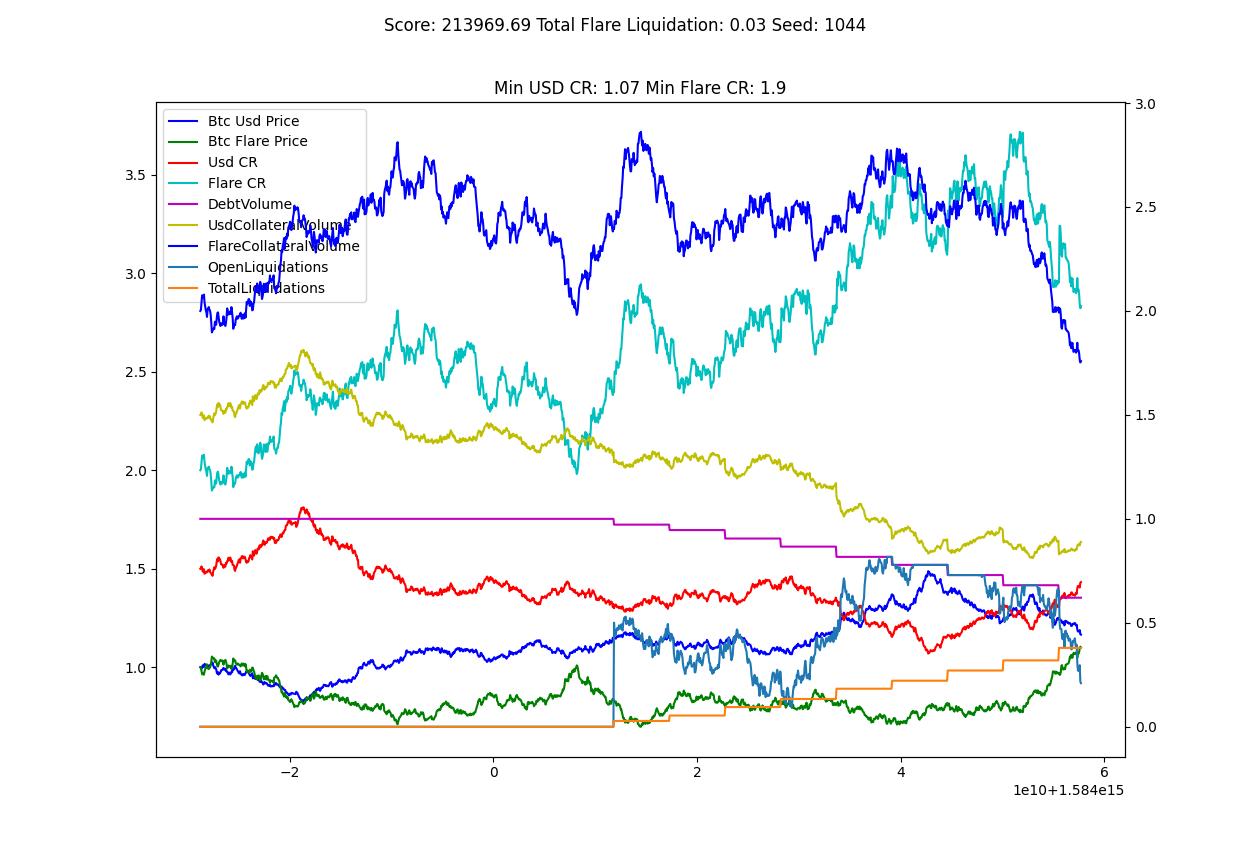 Score: 213969.69 Total Flare Liquidation: 0.03 Seed: 1044
Min USD CR: 1.07 Min Flare CR: 1.9
Btc Usd Price
Btc Flare Price
Usd CR
Flare CR
DebtVolume
UsdCollateralVolume
FlareCollateralVolume
OpenLiquidations
TotalLiquidations
3.5
3.0
2.5
2.0
1.5
1.0
3.0
2.5
2.0
1.5
1.0
0.5
0.0
−2 0 2 4 6
1e10+1.584e15